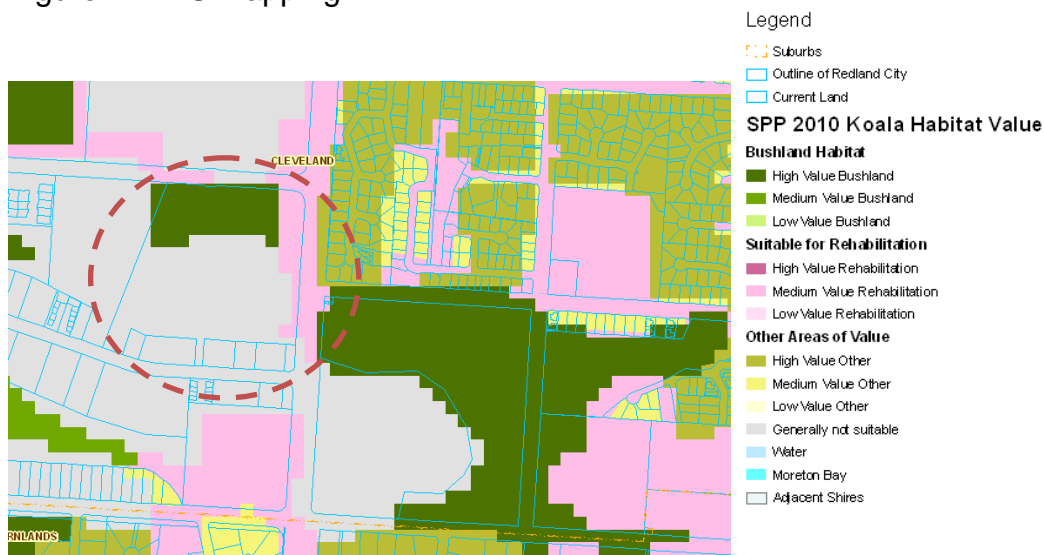 Legend
Suburbs
Outline of Redland City
Current Land
SPP 2010 Koala Habitat Value
Bushland Habitat
High Value Bushland
Medium Value Bushland
Low Value Bushland
Suitable for Rehabilitation
High Value Rehabilitation
Medium Value Rehabilitation
Low Value Rehabilitation
Other Areas of Value
High Value Other
Medium Value Other
Low Value Other
Generally not suitable
Water
Moreton Bay
Adjacent Shires
CLEVELAND
RNLANDS